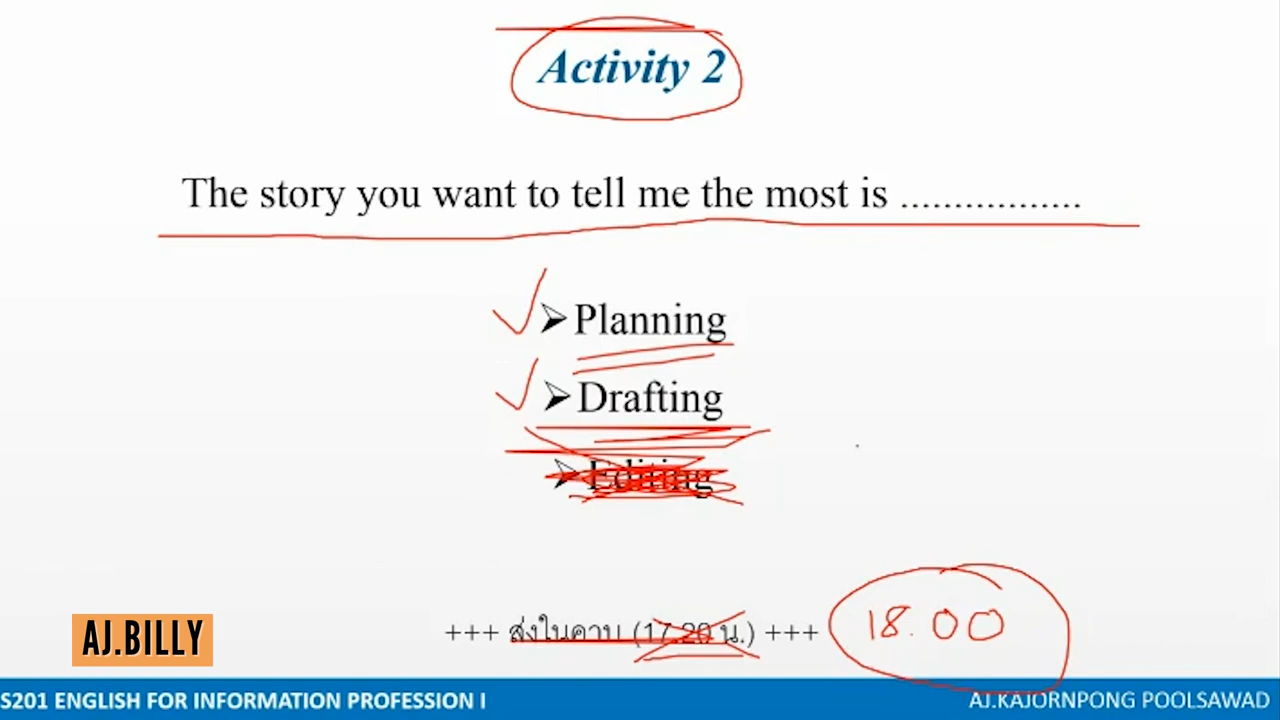 Activity 2
The story you want to tell me the most is .................
➢Planning
➢Drafting
➢Editing
+++ ส่งในคาบ (17.20 น.) +++ 18.00
AJ.BILLY
S201 ENGLISH FOR INFORMATION PROFESSION I AJ.KAJORNPONG POOLSAWAD